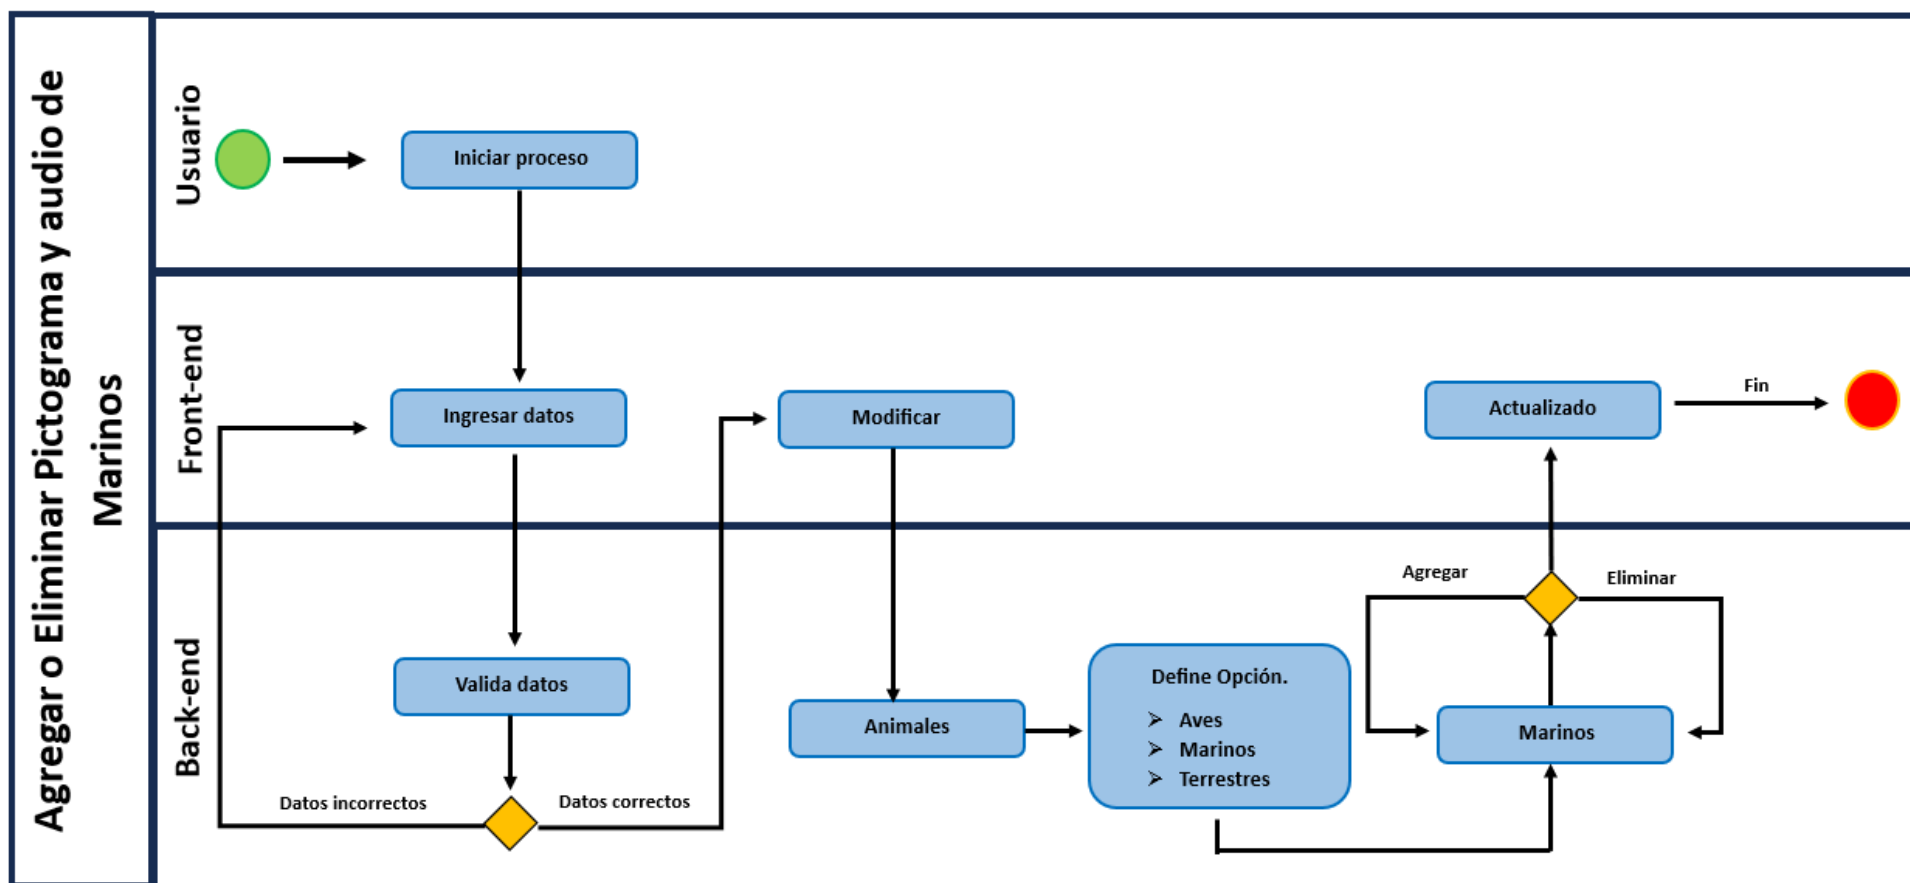 Agregar o Eliminar Pictograma y audio de
Marinos
Usuario
Iniciar proceso
Front-end
Ingresar datos
Modificar
Actualizado
Fin
Back-end
Valida datos
Datos incorrectos
Datos correctos
Animales
Define Opción.
➢ Aves
➢ Marinos
➢ Terrestres
Agregar
Eliminar
Marinos